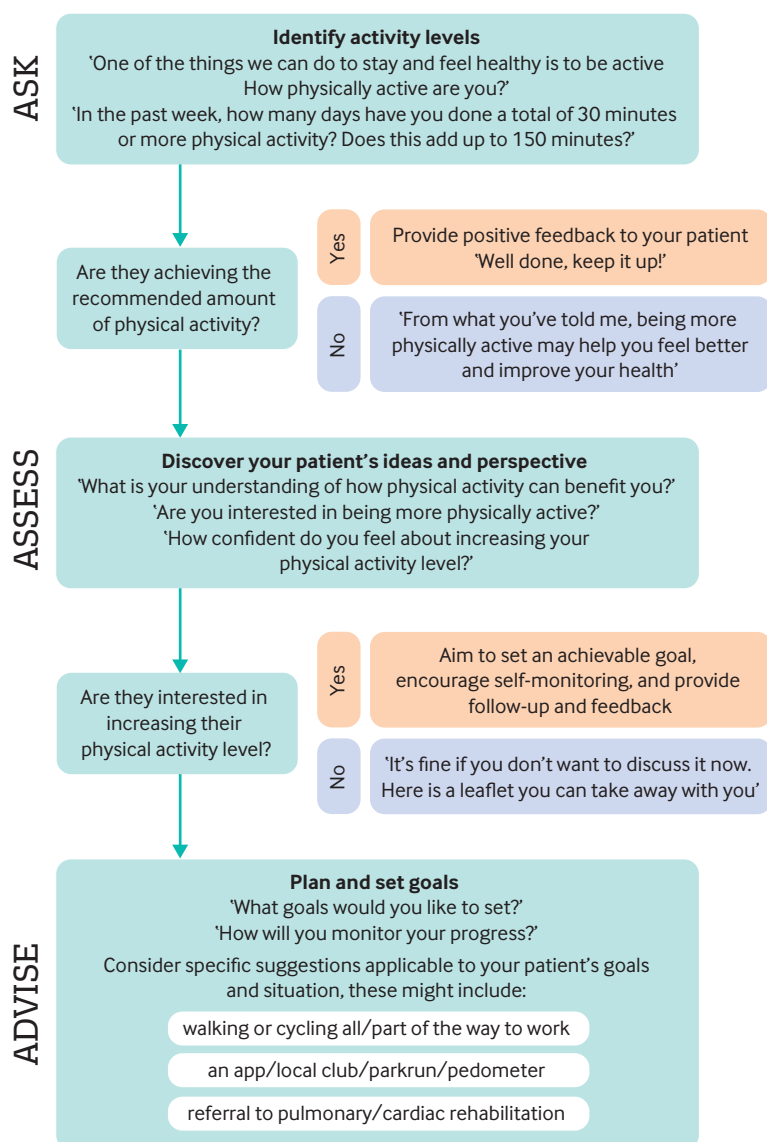 ASK
Identify activity levels
‘One of the things we can do to stay and feel healthy is to be active
How physically active are you?’
‘In the past week, how many days have you done a total of 30 minutes
or more physical activity? Does this add up to 150 minutes?’
Are they achieving the
recommended amount
of physical activity?
Yes
Provide positive feedback to your patient
‘Well done, keep it up!’
No
‘From what you’ve told me, being more
physically active may help you feel better
and improve your health’
ASSESS
Discover your patient’s ideas and perspective
‘What is your understanding of how physical activity can benefit you?’
‘Are you interested in being more physically active?’
‘How confident do you feel about increasing your
physical activity level?’
Are they interested in
increasing their
physical activity level?
Yes
Aim to set an achievable goal,
encourage self-monitoring, and provide
follow-up and feedback
No
‘It’s fine if you don’t want to discuss it now.
Here is a leaflet you can take away with you’
ADVISE
Plan and set goals
‘What goals would you like to set?’
‘How will you monitor your progress?’
Consider specific suggestions applicable to your patient’s goals
and situation, these might include:
walking or cycling all/part of the way to work
an app/local club/parkrun/pedometer
referral to pulmonary/cardiac rehabilitation